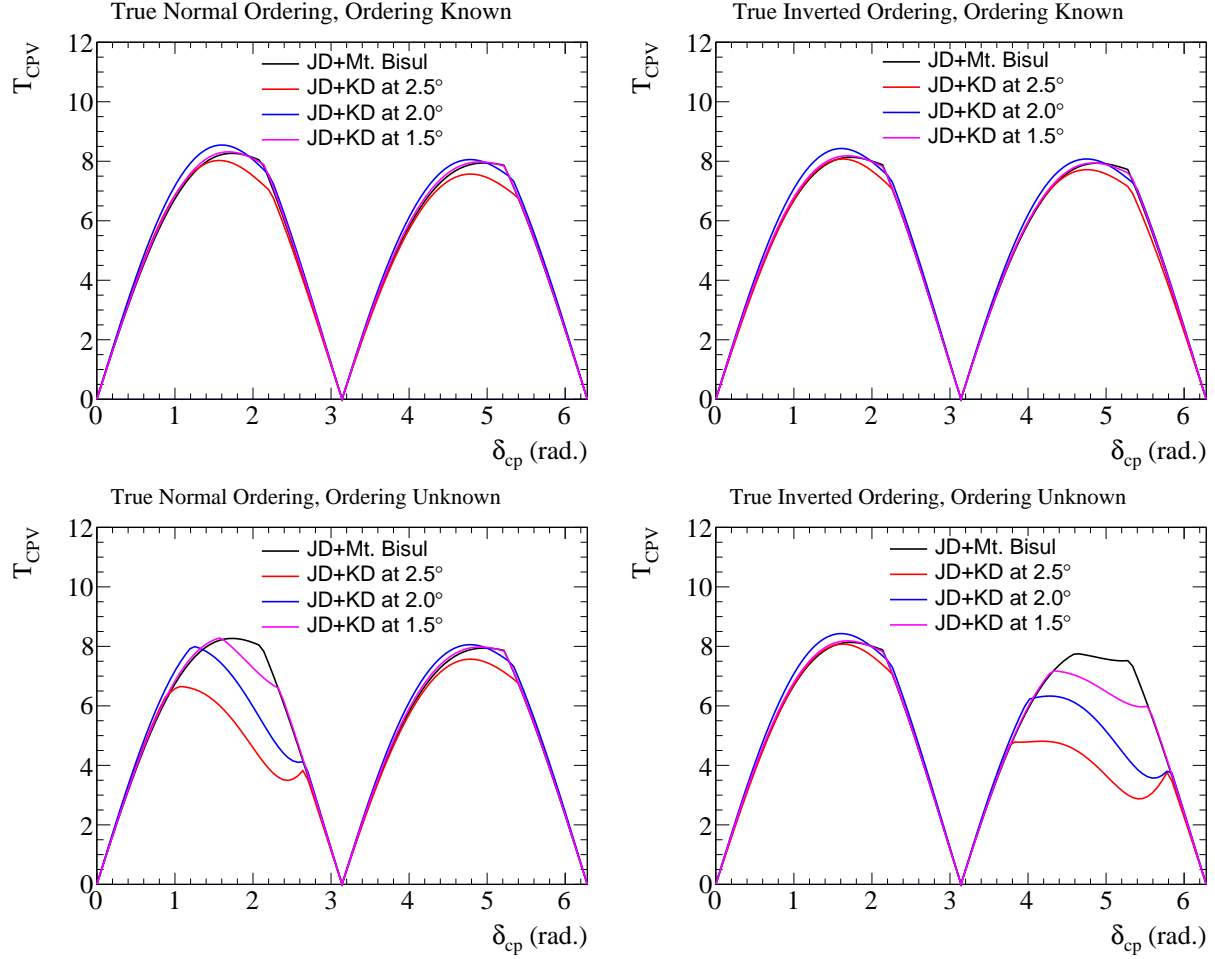 True Normal Ordering, Ordering Known
T_CPV
12
10
8
6
4
2
0
JD+Mt. Bisul
JD+KD at 2.5°
JD+KD at 2.0°
JD+KD at 1.5°
0 1 2 3 4 5 6
δ_cp (rad.)
True Inverted Ordering, Ordering Known
T_CPV
12
10
8
6
4
2
0
JD+Mt. Bisul
JD+KD at 2.5°
JD+KD at 2.0°
JD+KD at 1.5°
0 1 2 3 4 5 6
δ_cp (rad.)
True Normal Ordering, Ordering Unknown
T_CPV
12
10
8
6
4
2
0
JD+Mt. Bisul
JD+KD at 2.5°
JD+KD at 2.0°
JD+KD at 1.5°
0 1 2 3 4 5 6
δ_cp (rad.)
True Inverted Ordering, Ordering Unknown
T_CPV
12
10
8
6
4
2
0
JD+Mt. Bisul
JD+KD at 2.5°
JD+KD at 2.0°
JD+KD at 1.5°
0 1 2 3 4 5 6
δ_cp (rad.)